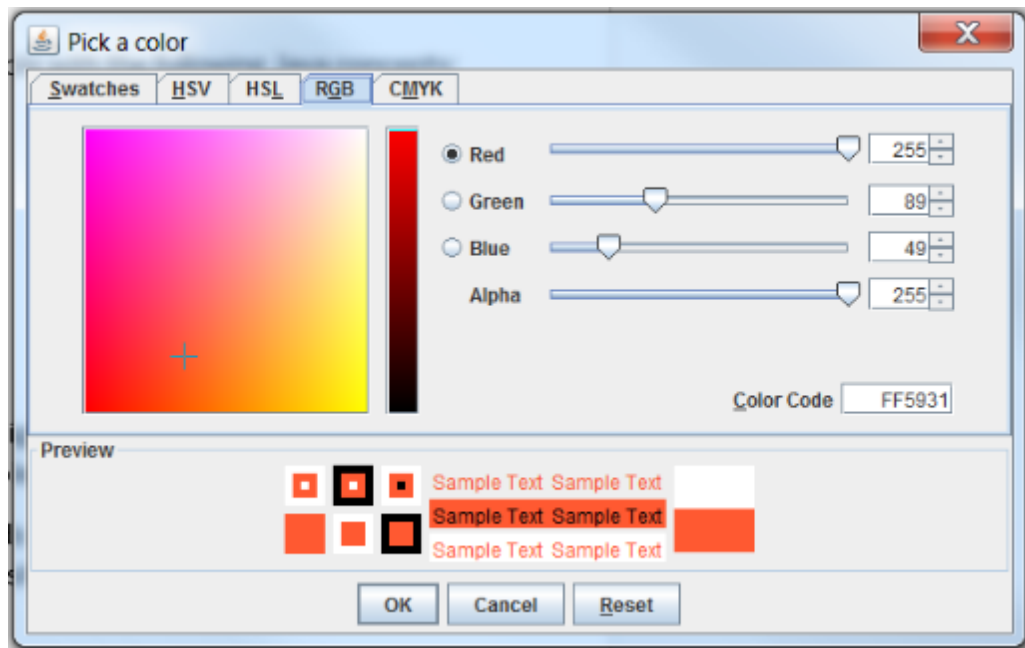 Pick a color
Swatches HSV HSL RGB CMYK
Red 255
Green 89
Blue 49
Alpha 255
Color Code FF5931
Preview
Sample Text Sample Text
Sample Text Sample Text
Sample Text Sample Text
OK Cancel Reset